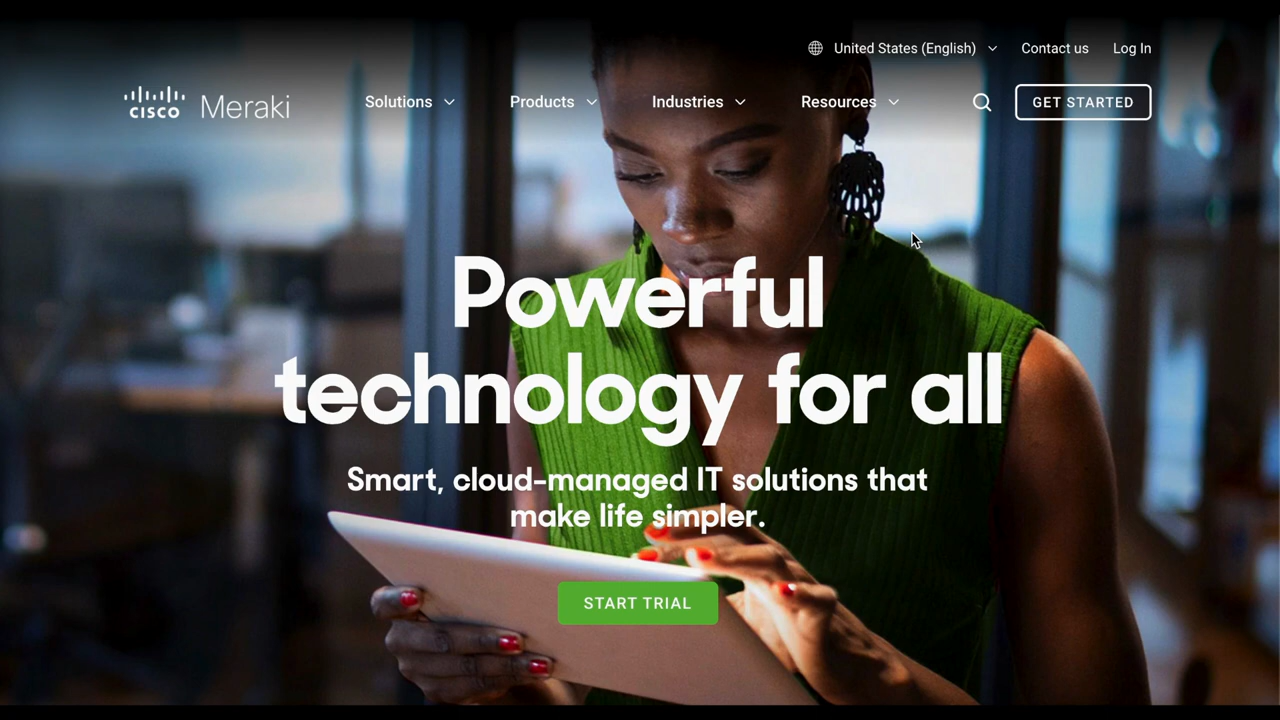 United States (English) Contact us Log In
cisco Meraki Solutions Products Industries Resources GET STARTED
Powerful
technology for all
Smart, cloud-managed IT solutions that
make life simpler.
START TRIAL